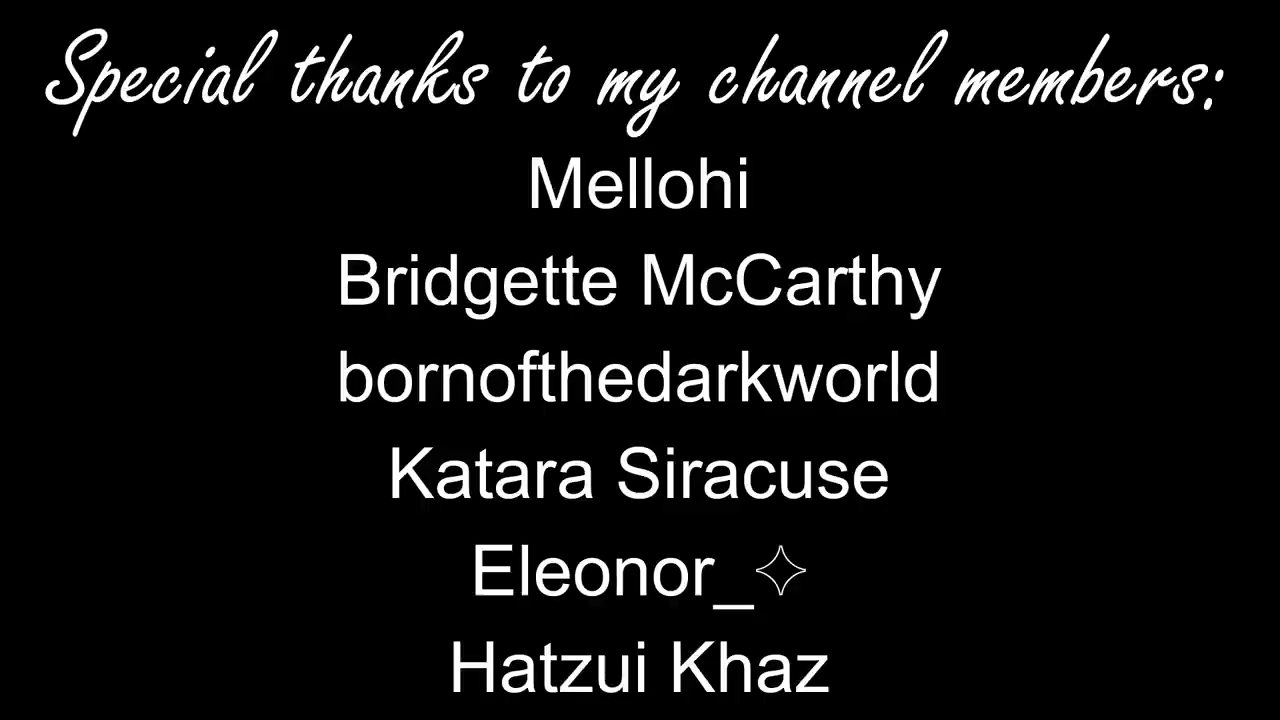 Special thanks to my channel members:
Mellohi
Bridgette McCarthy
bornofthedarkworld
Katara Siracuse
Eleonor_✧
Hatzui Khaz